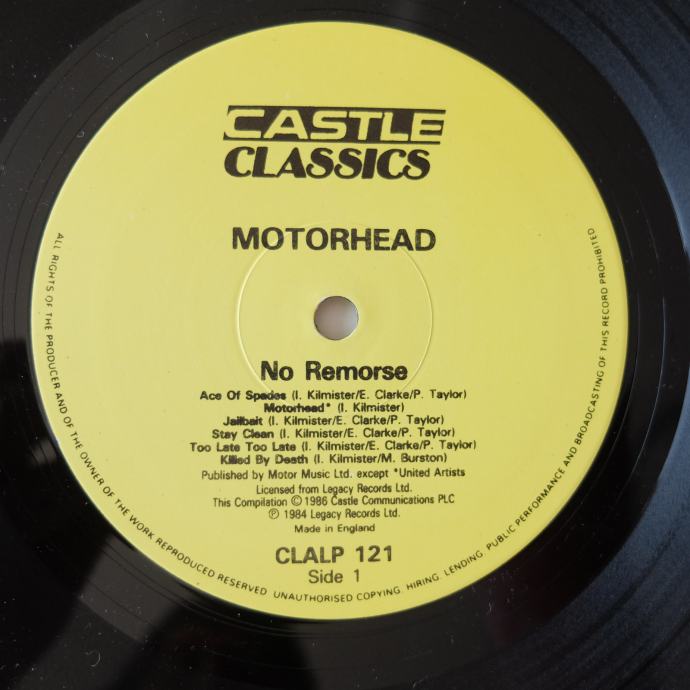 CASTLE
CLASSICS
MOTORHEAD
No Remorse
Ace Of Spades (I. Kilmister/E. Clarke/P. Taylor)
Motorhead* (I. Kilmister)
Jailbait (I. Kilmister/E. Clarke/P. Taylor)
Stay Clean (I. Kilmister/E. Clarke/P. Taylor)
Too Late Too Late (I. Kilmister/E. Clarke/P. Taylor)
Killed By Death (I. Kilmister/M. Burston)
Published by Motor Music Ltd. except *United Artists
Licensed from Legacy Records Ltd.
This Compilation © 1986 Castle Communications PLC
℗ 1984 Legacy Records Ltd.
Made in England
CLALP 121
Side 1
ALL RIGHTS OF THE PRODUCER AND OF THE OWNER OF THE WORK REPRODUCED RESERVED. UNAUTHORISED COPYING, HIRING, LENDING, PUBLIC PERFORMANCE AND BROADCASTING OF THIS RECORD PROHIBITED